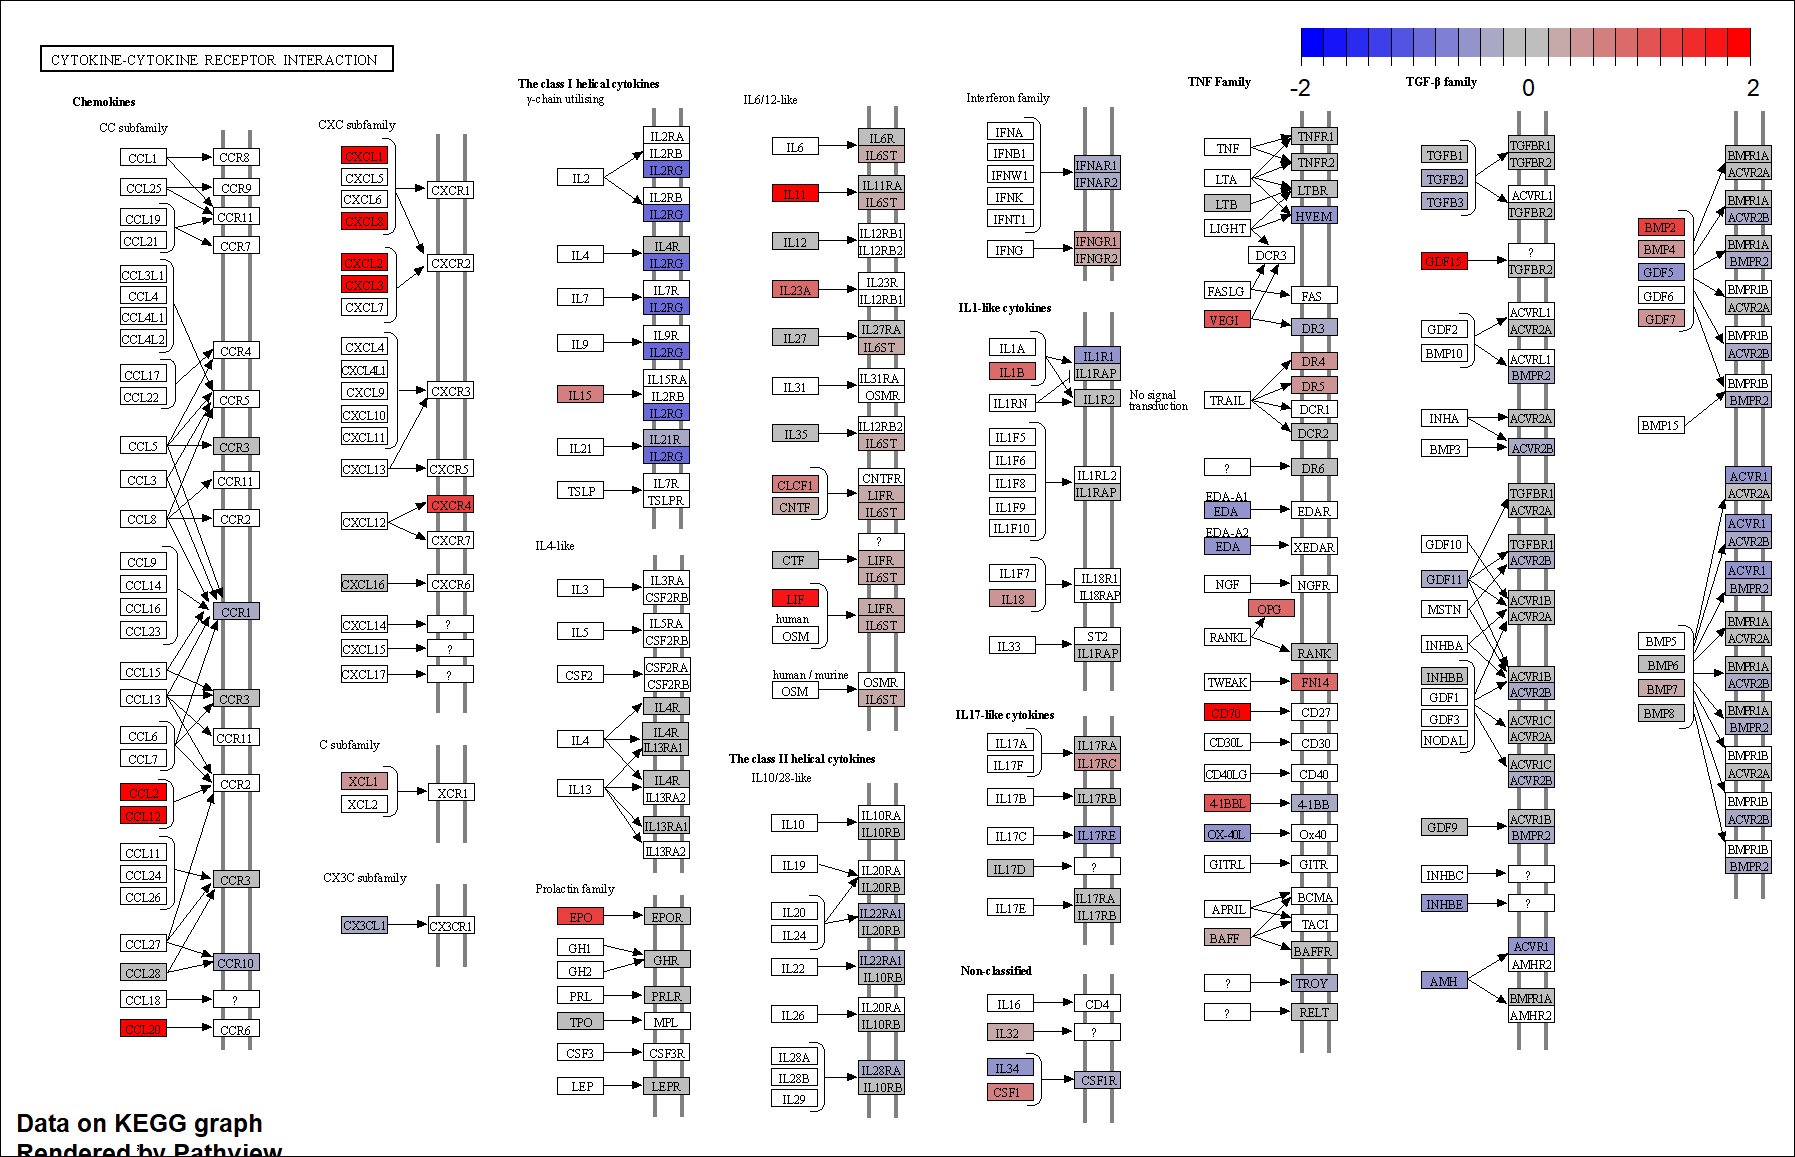 CYTOKINE-CYTOKINE RECEPTOR INTERACTION
-2
0
2
Chemokines
CC subfamily
CCL1
CCR8
CCL25
CCR9
CCL19
CCR11
CCL21
CCR7
CCL3L1
CCL4
CCL4L1
CCL4L2
CCR4
CCL17
CCL22
CCR5
CCL5
CCR3
CCL3
CCR11
CCL8
CCR2
CCL9
CCL14
CCL16
CCL23
CCR1
CCL15
CCL13
CCR3
CCL6
CCL7
CCR11
CCR2
CCL2
CCL12
CCL11
CCL24
CCL26
CCR3
CCL27
CCL28
CCR10
CCL18
?
CCL20
CCR6
CXC subfamily
CXCL1
CXCL5
CXCL6
CXCL8
CXCR1
CXCL2
CXCL3
CXCL7
CXCR2
CXCL4
CXCL4L1
CXCL9
CXCL10
CXCL11
CXCR3
CXCL13
CXCR5
CXCL12
CXCR4
CXCR7
CXCL16
CXCR6
CXCL14
?
CXCL15
?
CXCL17
?
C subfamily
XCL1
XCL2
XCR1
CX3C subfamily
CX3CL1
CX3CR1
The class I helical cytokines
γ-chain utilising
IL2
IL2RA
IL2RB
IL2RG
IL2RB
IL2RG
IL4
IL4R
IL2RG
IL7
IL7R
IL2RG
IL9
IL9R
IL2RG
IL15
IL15RA
IL2RB
IL2RG
IL21
IL21R
IL2RG
TSLP
IL7R
TSLPR
IL4-like
IL3
IL3RA
CSF2RB
IL5
IL5RA
CSF2RB
CSF2
CSF2RA
CSF2RB
IL4
IL4R
IL4R
IL13RA1
IL13
IL4R
IL13RA2
IL13RA1
IL13RA2
Prolactin family
EPO
EPOR
GH1
GH2
GHR
PRL
PRLR
TPO
MPL
CSF3
CSF3R
LEP
LEPR
IL6/12-like
IL6
IL6R
IL6ST
IL11
IL11RA
IL6ST
IL12
IL12RB1
IL12RB2
IL23A
IL23R
IL12RB1
IL27
IL27RA
IL6ST
IL31
IL31RA
OSMR
IL35
IL12RB2
IL6ST
CLCF1
CNTF
CNTFR
LIFR
IL6ST
CTF
?
LIFR
IL6ST
LIF
human
OSM
LIFR
IL6ST
human / murine
OSM
OSMR
IL6ST
The class II helical cytokines
IL10/28-like
IL10
IL10RA
IL10RB
IL19
IL20RA
IL20RB
IL20
IL24
IL22RA1
IL20RB
IL22
IL22RA1
IL10RB
IL26
IL20RA
IL10RB
IL28A
IL28B
IL29
IL28RA
IL10RB
Interferon family
IFNA
IFNB1
IFNW1
IFNK
IFNT1
IFNAR1
IFNAR2
IFNG
IFNGR1
IFNGR2
IL1-like cytokines
IL1A
IL1B
IL1RN
IL1R1
IL1RAP
IL1R2
No signal
transduction
IL1F5
IL1F6
IL1F8
IL1F9
IL1F10
IL1RL2
IL1RAP
IL1F7
IL18
IL18R1
IL18RAP
IL33
ST2
IL1RAP
IL17-like cytokines
IL17A
IL17F
IL17RA
IL17RC
IL17B
IL17RB
IL17C
IL17RE
IL17D
?
IL17E
IL17RA
IL17RB
Non-classified
IL16
CD4
IL32
?
IL34
CSF1
CSF1R
TNF Family
TNF
TNFR1
TNFR2
LTA
LTB
LTBR
LIGHT
HVEM
DCR3
FASLG
FAS
VEGI
DR3
TRAIL
DR4
DR5
DCR1
DCR2
?
DR6
EDA-A1
EDA
EDAR
EDA-A2
EDA
XEDAR
NGF
NGFR
OPG
RANKL
RANK
TWEAK
FN14
CD70
CD27
CD30L
CD30
CD40LG
CD40
4-1BBL
4-1BB
OX-40L
Ox40
GITRL
GITR
APRIL
BCMA
TACI
BAFF
BAFFR
?
TROY
?
RELT
TGF-β family
TGFB1
TGFB2
TGFB3
TGFBR1
TGFBR2
ACVRL1
TGFBR2
GDF15
?
TGFBR2
GDF2
BMP10
ACVRL1
ACVR2A
ACVRL1
BMPR2
INHA
ACVR2A
BMP3
ACVR2B
TGFBR1
ACVR2A
GDF10
TGFBR1
ACVR2B
GDF11
MSTN
ACVR1B
ACVR2A
INHBA
INHBB
GDF1
GDF3
NODAL
ACVR1B
ACVR2B
ACVR1C
ACVR2A
ACVR1C
ACVR2B
GDF9
ACVR1B
BMPR2
INHBC
?
INHBE
?
AMH
ACVR1
AMHR2
BMPR1A
AMHR2
BMP2
BMP4
GDF5
GDF6
GDF7
BMP15
BMPR1A
ACVR2A
BMPR1A
ACVR2B
BMPR1A
BMPR2
BMPR1B
ACVR2A
BMPR1B
ACVR2B
BMPR1B
BMPR2
BMP5
BMP6
BMP7
BMP8
ACVR1
ACVR2A
ACVR1
ACVR2B
ACVR1
BMPR2
BMPR1A
ACVR2A
BMPR1A
ACVR2B
BMPR1A
BMPR2
BMPR1B
ACVR2A
BMPR1B
ACVR2B
BMPR1B
BMPR2
Data on KEGG graph
Rendered by Pathview